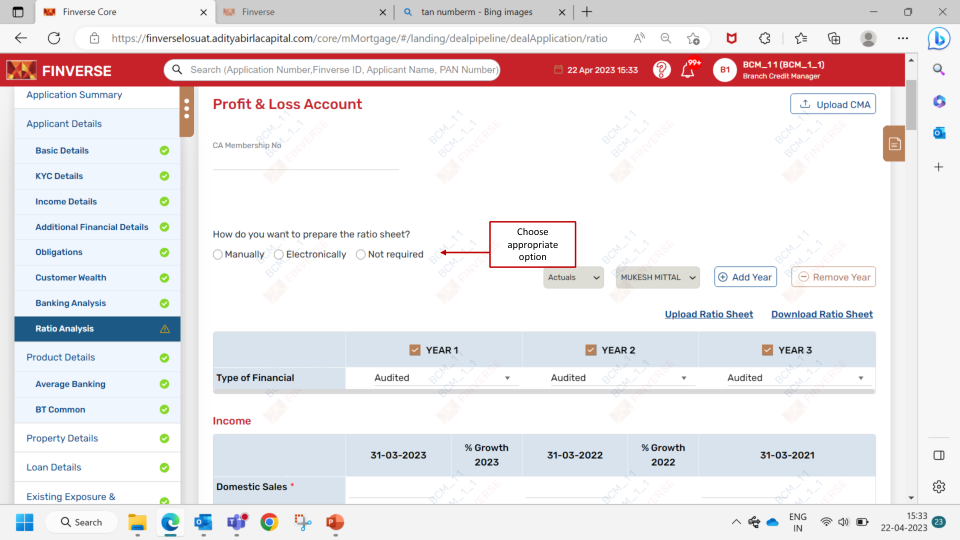 Finverse Core
Finverse
tan numberm - Bing images
https://finverselosuat.adityabirlacapital.com/core/mMortgage/#/landing/dealpipeline/dealApplication/ratio
FINVERSE
Search (Application Number,Finverse ID, Applicant Name, PAN Number)
22 Apr 2023 15:33
99+
B1
BCM_1 1 (BCM_1_1)
Branch Credit Manager
Application Summary
Applicant Details
Basic Details
KYC Details
Income Details
Additional Financial Details
Obligations
Customer Wealth
Banking Analysis
Ratio Analysis
Product Details
Average Banking
BT Common
Property Details
Loan Details
Existing Exposure &
Profit & Loss Account
Upload CMA
CA Membership No
How do you want to prepare the ratio sheet?
Manually Electronically Not required
Choose
appropriate
option
Actuals
MUKESH MITTAL
Add Year
Remove Year
Upload Ratio Sheet
Download Ratio Sheet
YEAR 1
YEAR 2
YEAR 3
Type of Financial
Audited
Audited
Audited
Income
31-03-2023
% Growth
2023
31-03-2022
% Growth
2022
31-03-2021
Domestic Sales *
BCM_11
BCM_1_1
FINVERSE
Search
ENG
IN
15:33
22-04-2023
23